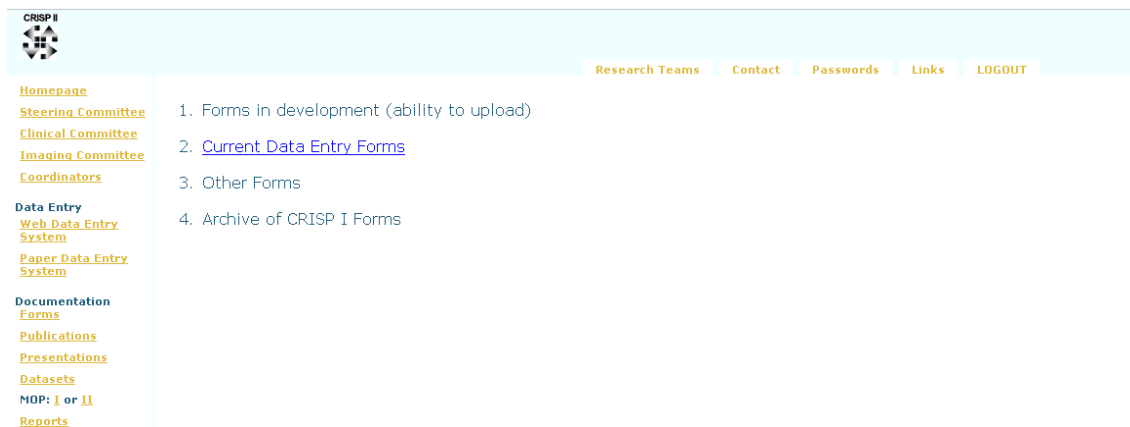 CRISP II
Research Teams Contact Passwords Links LOGOUT
Homepage
Steering Committee
Clinical Committee
Imaging Committee
Coordinators
Data Entry
Web Data Entry
System
Paper Data Entry
System
Documentation
Forms
Publications
Presentations
Datasets
MOP: I or II
Reports
1. Forms in development (ability to upload)
2. Current Data Entry Forms
3. Other Forms
4. Archive of CRISP I Forms